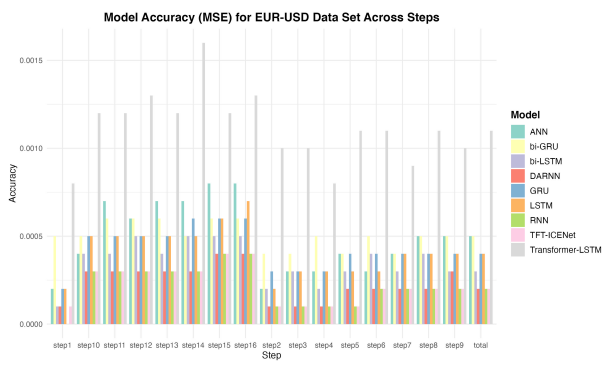 Model Accuracy (MSE) for EUR-USD Data Set Across Steps
Accuracy
0.0015
0.0010
0.0005
0.0000
step1 step10 step11 step12 step13 step14 step15 step16 step2 step3 step4 step5 step6 step7 step8 step9 total
Step
Model
ANN
bi-GRU
bi-LSTM
DARNN
GRU
LSTM
RNN
TFT-ICENet
Transformer-LSTM